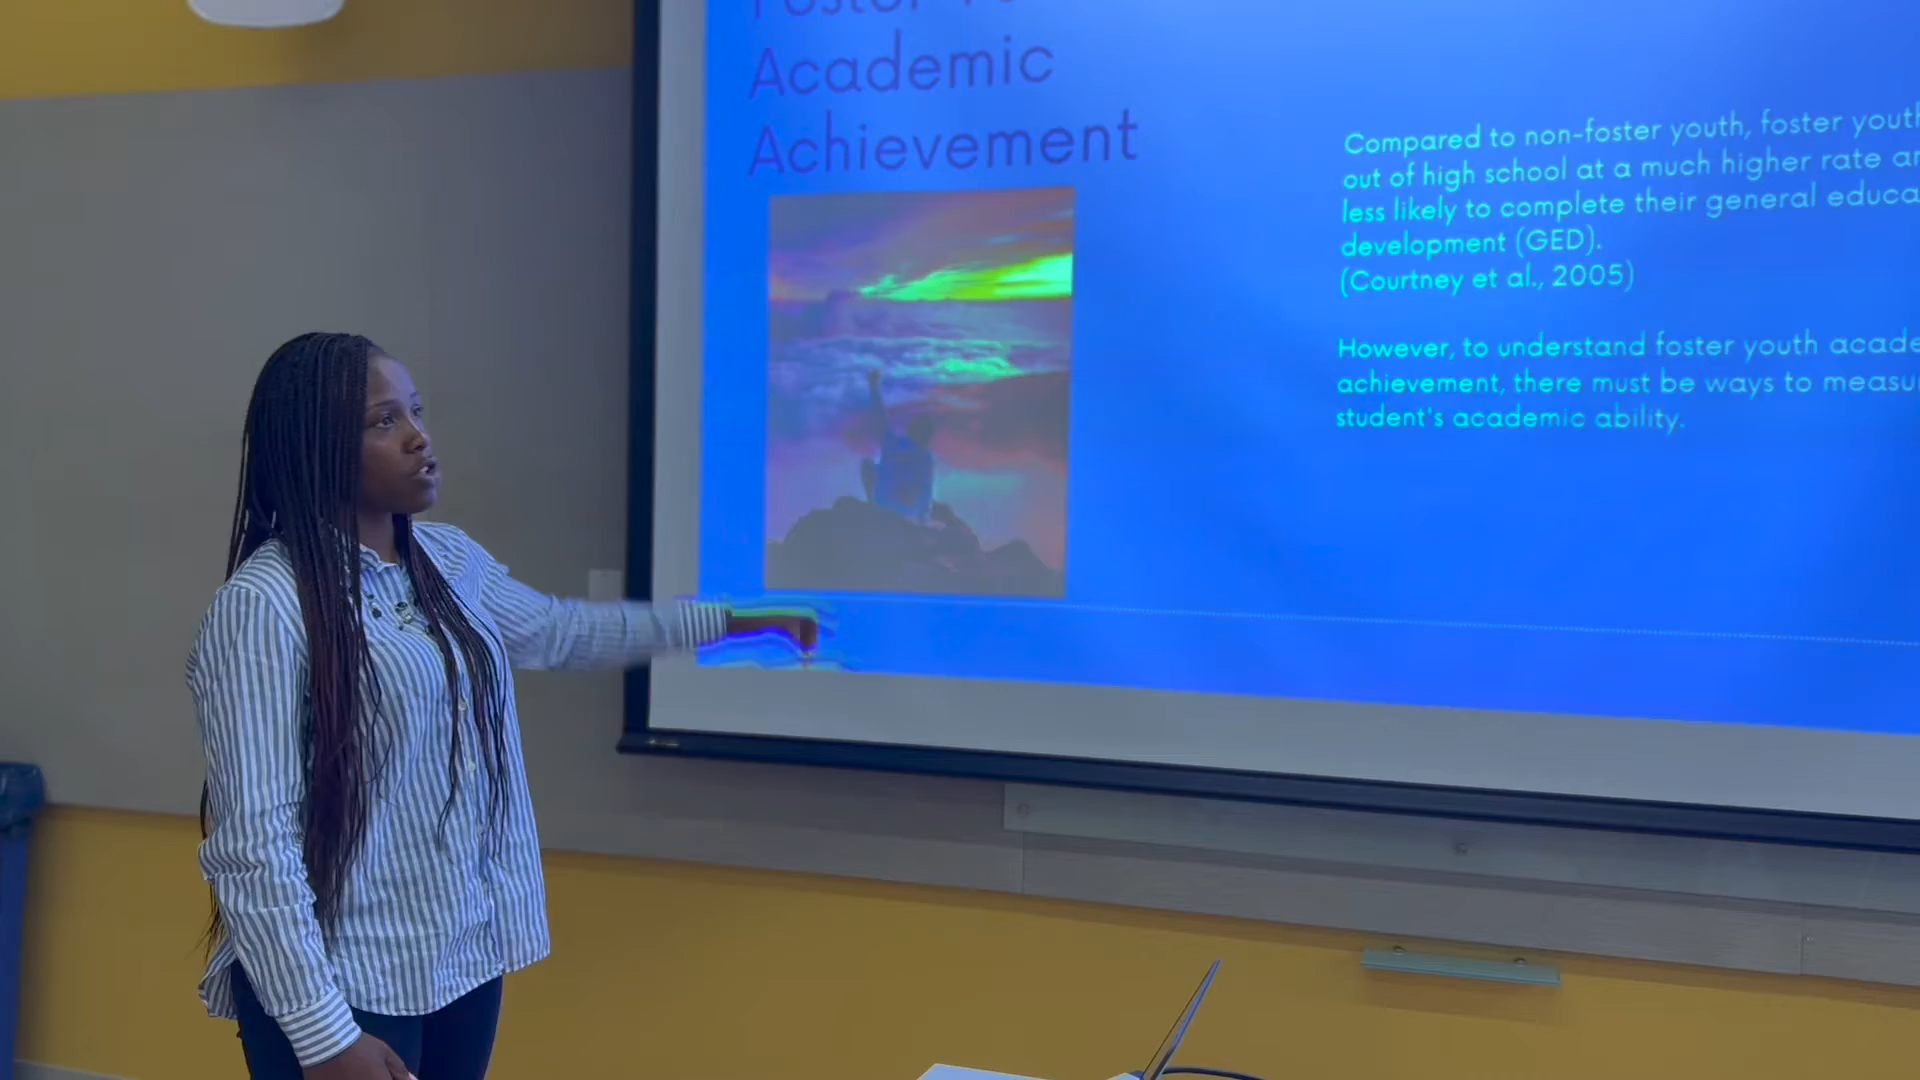 Foster
Academic
Achievement
Compared to non-foster youth, foster youth
out of high school at a much higher rate
less likely to complete their general
development (GED).
(Courtney et al., 2005)
However, to understand foster youth
achievement, there must be ways to
student's academic ability.